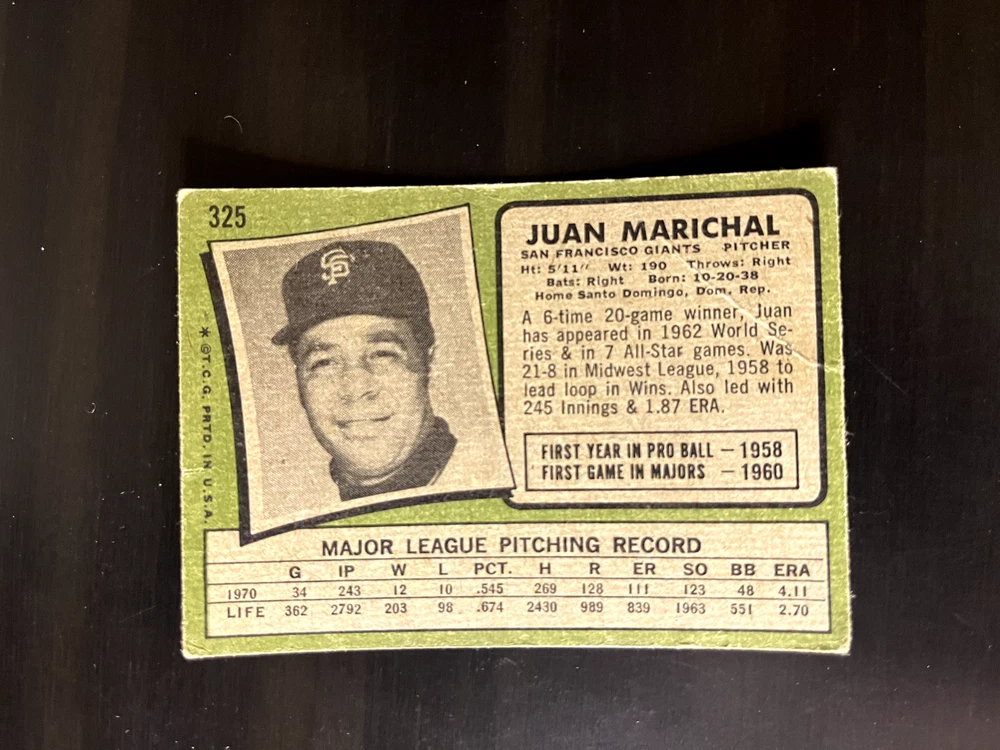 325
SF
* ©T.C.G. PRTD. IN U.S.A.
JUAN MARICHAL
SAN FRANCISCO GIANTS PITCHER
Ht: 5'11" Wt: 190 Throws: Right
Bats: Right Born: 10-20-38
Home Santo Domingo, Dom. Rep.
A 6-time 20-game winner, Juan
has appeared in 1962 World Se-
ries & in 7 All-Star games. Was
21-8 in Midwest League, 1958 to
lead loop in Wins. Also led with
245 Innings & 1.87 ERA.
FIRST YEAR IN PRO BALL — 1958
FIRST GAME IN MAJORS — 1960
MAJOR LEAGUE PITCHING RECORD
G IP W L PCT. H R ER SO BB ERA
1970 34 243 12 10 .545 269 128 111 123 48 4.11
LIFE 362 2792 203 98 .674 2430 989 839 1963 551 2.70